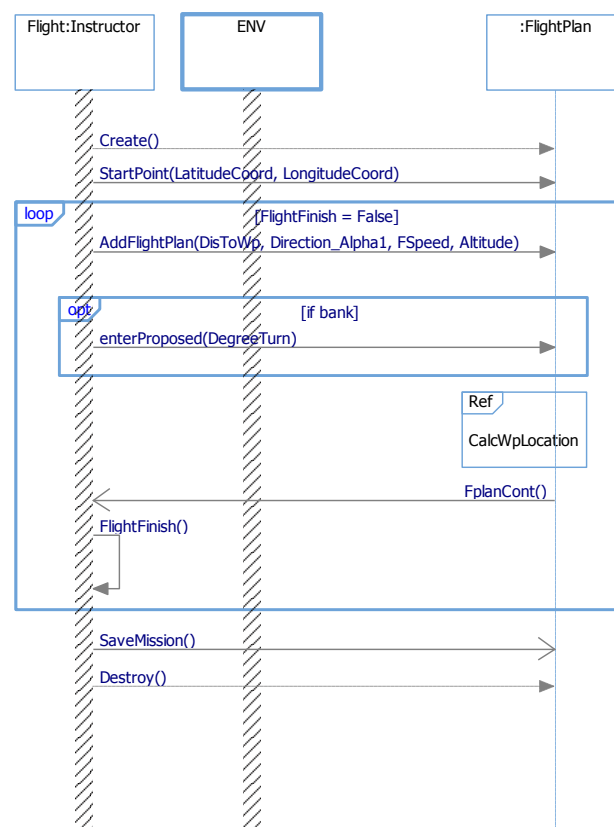 Flight:Instructor
ENV
:FlightPlan
Create()
StartPoint(LatitudeCoord, LongitudeCoord)
loop
[FlightFinish = False]
AddFlightPlan(DisToWp, Direction_Alpha1, FSpeed, Altitude)
opt
[if bank]
enterProposed(DegreeTurn)
Ref
CalcWpLocation
FplanCont()
FlightFinish()
SaveMission()
Destroy()